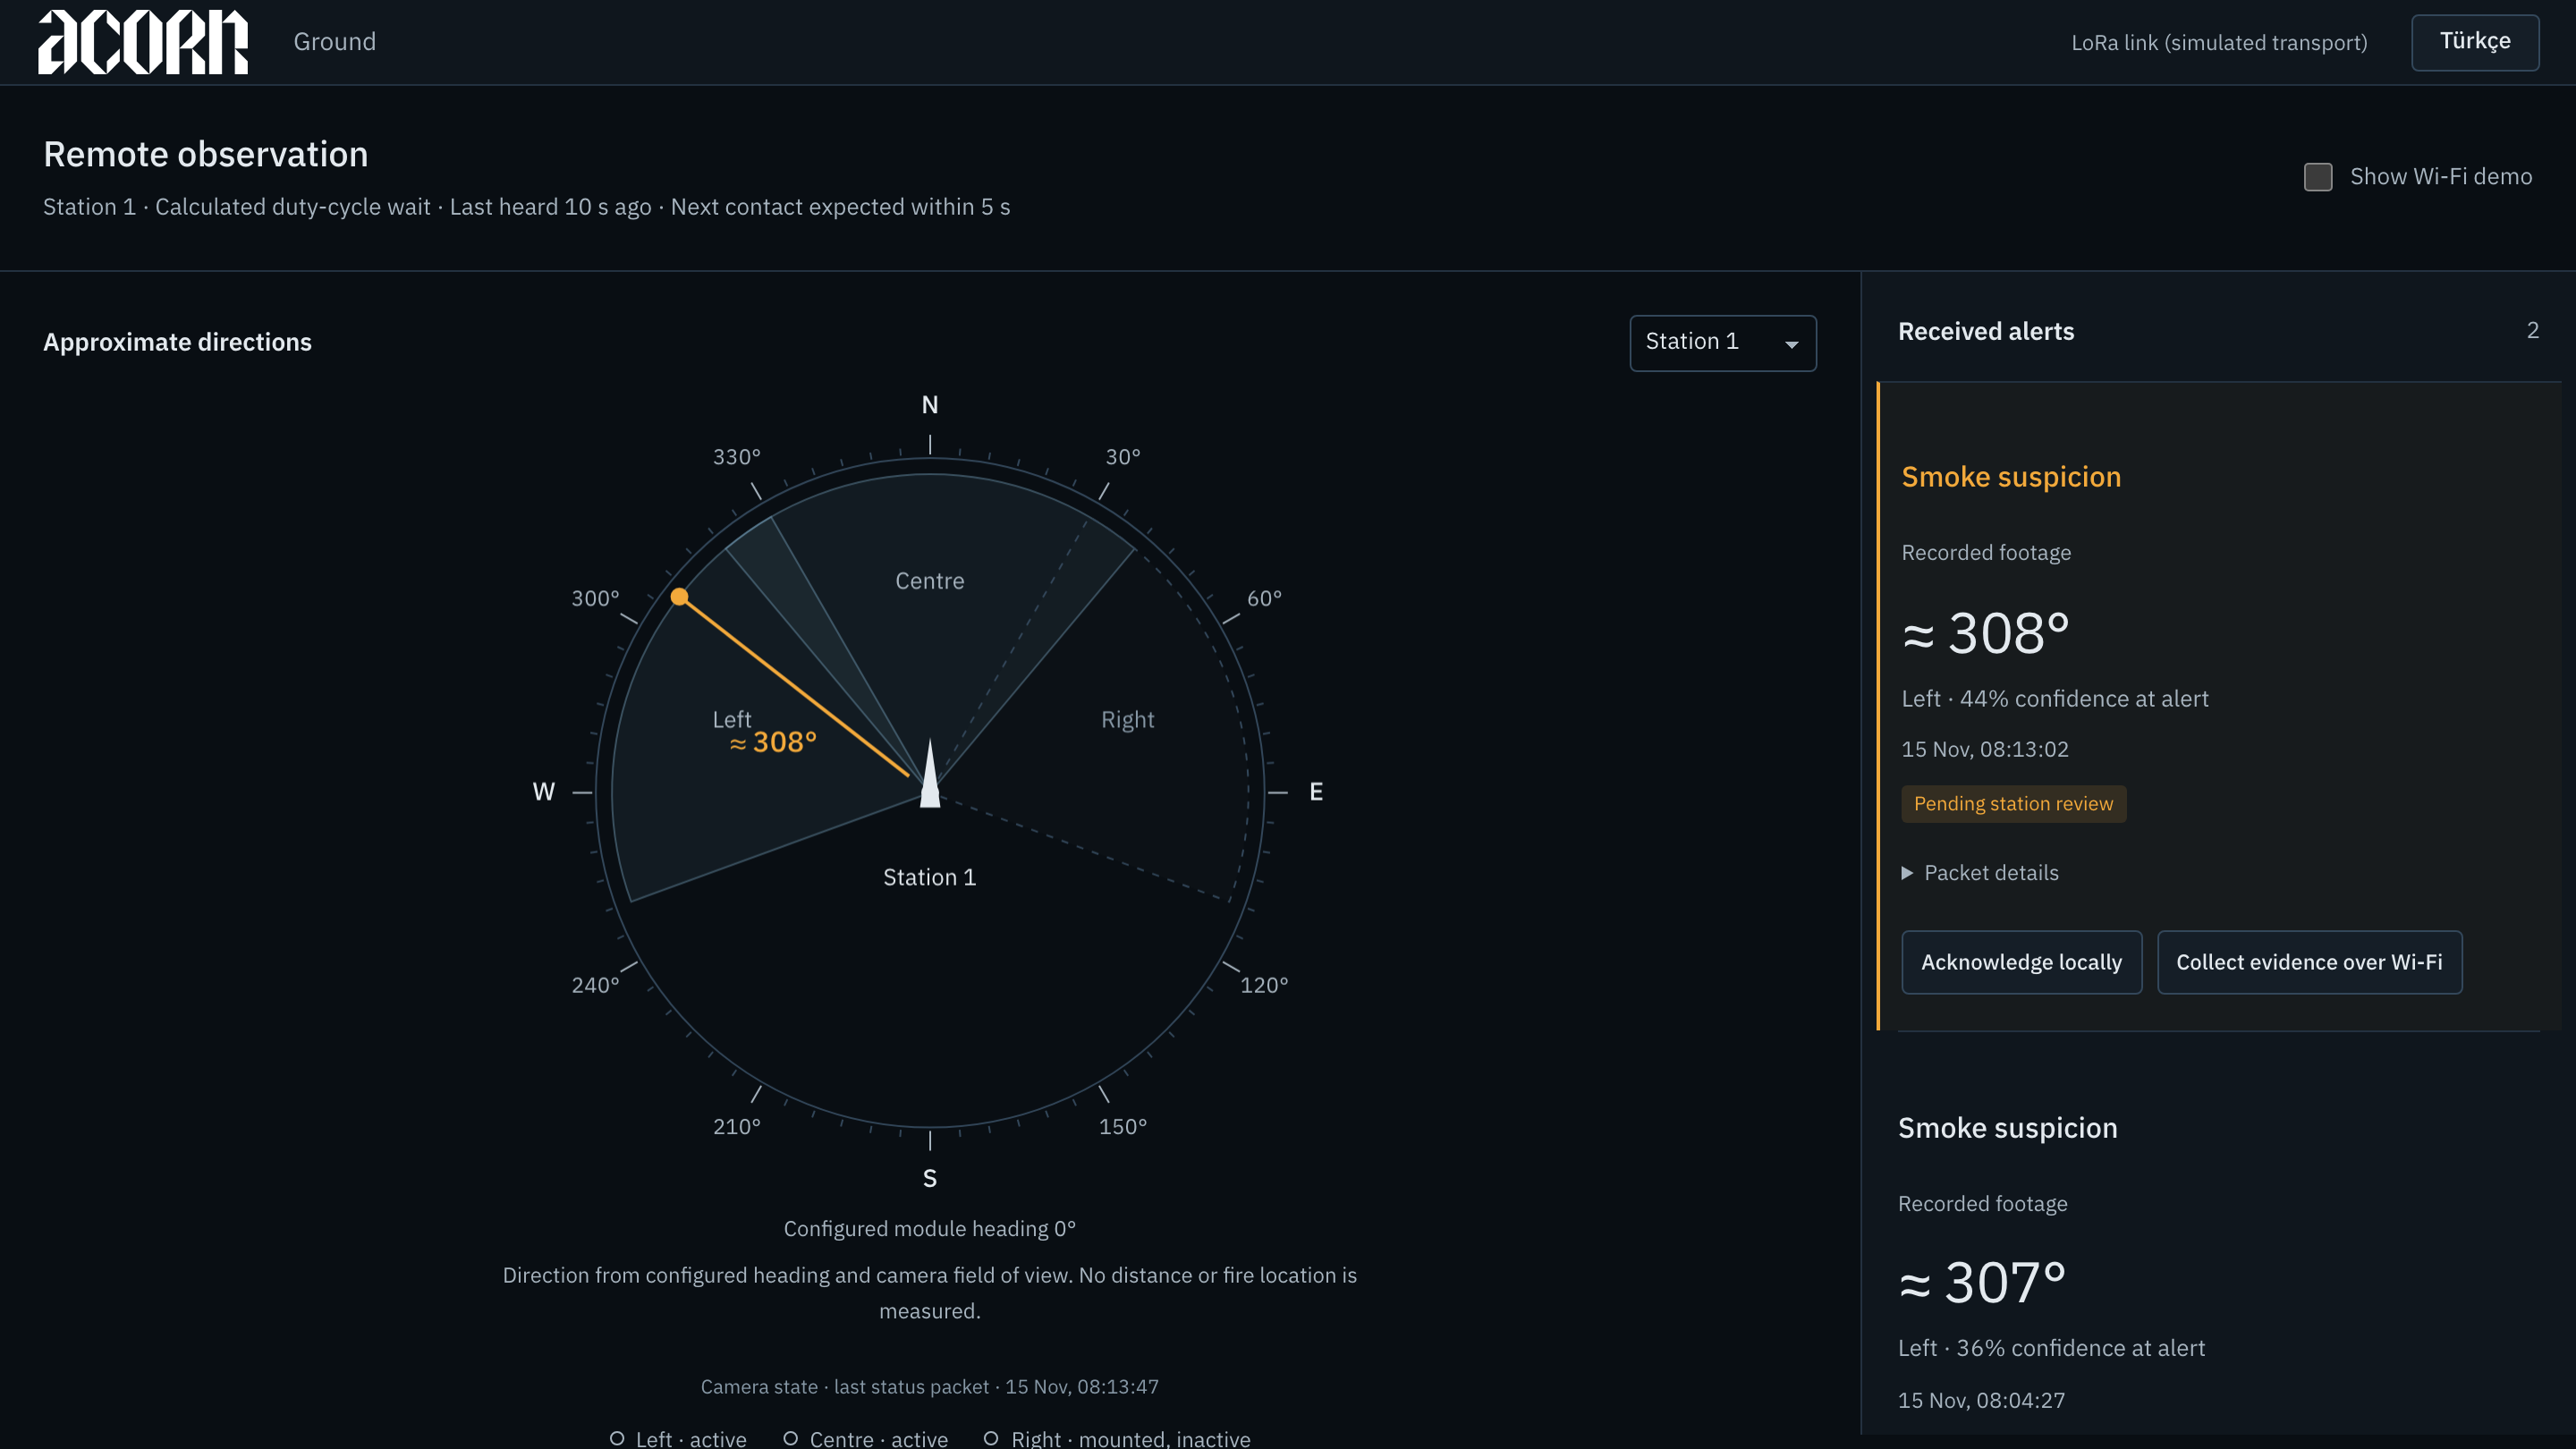 acorn
Ground
LoRa link (simulated transport)
Türkçe
Remote observation
Station 1 · Calculated duty-cycle wait · Last heard 10 s ago · Next contact expected within 5 s
Show Wi-Fi demo
Approximate directions
Station 1
N
330°
30°
300°
60°
Centre
Left
≈ 308°
Right
W
E
Station 1
240°
120°
210°
150°
S
Configured module heading 0°
Direction from configured heading and camera field of view. No distance or fire location is
measured.
Camera state · last status packet · 15 Nov, 08:13:47
Left · active
Centre · active
Right · mounted, inactive
Received alerts
2
Smoke suspicion
Recorded footage
≈ 308°
Left · 44% confidence at alert
15 Nov, 08:13:02
Pending station review
Packet details
Acknowledge locally
Collect evidence over Wi-Fi
Smoke suspicion
Recorded footage
≈ 307°
Left · 36% confidence at alert
15 Nov, 08:04:27